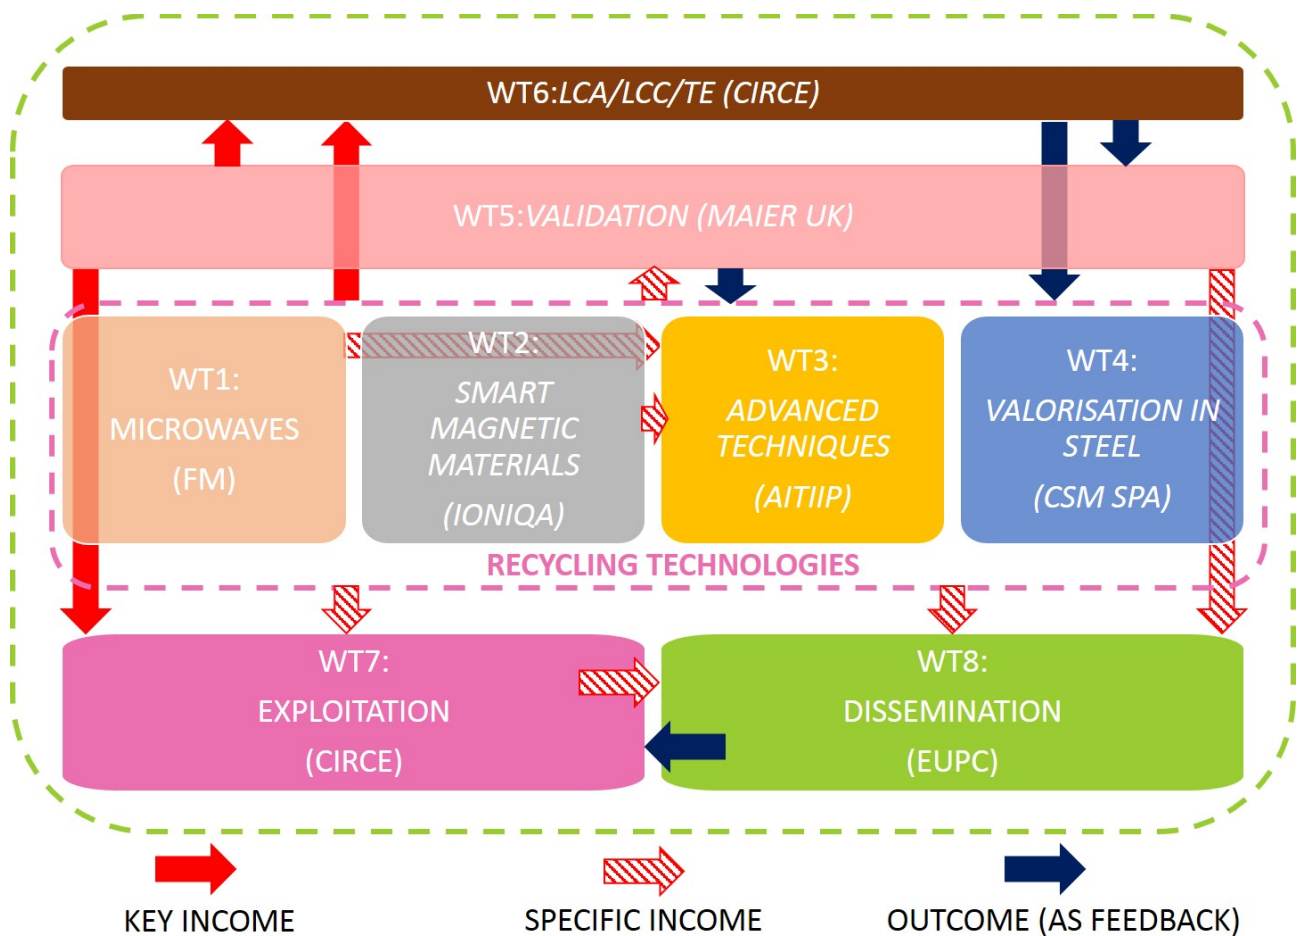 WT6:LCA/LCC/TE (CIRCE)
WT5:VALIDATION (MAIER UK)
WT1:
MICROWAVES
(FM)
WT2:
SMART
MAGNETIC
MATERIALS
(IONIQA)
WT3:
ADVANCED
TECHNIQUES
(AITIIP)
WT4:
VALORISATION IN
STEEL
(CSM SPA)
RECYCLING TECHNOLOGIES
WT7:
EXPLOITATION
(CIRCE)
WT8:
DISSEMINATION
(EUPC)
KEY INCOME
SPECIFIC INCOME
OUTCOME (AS FEEDBACK)